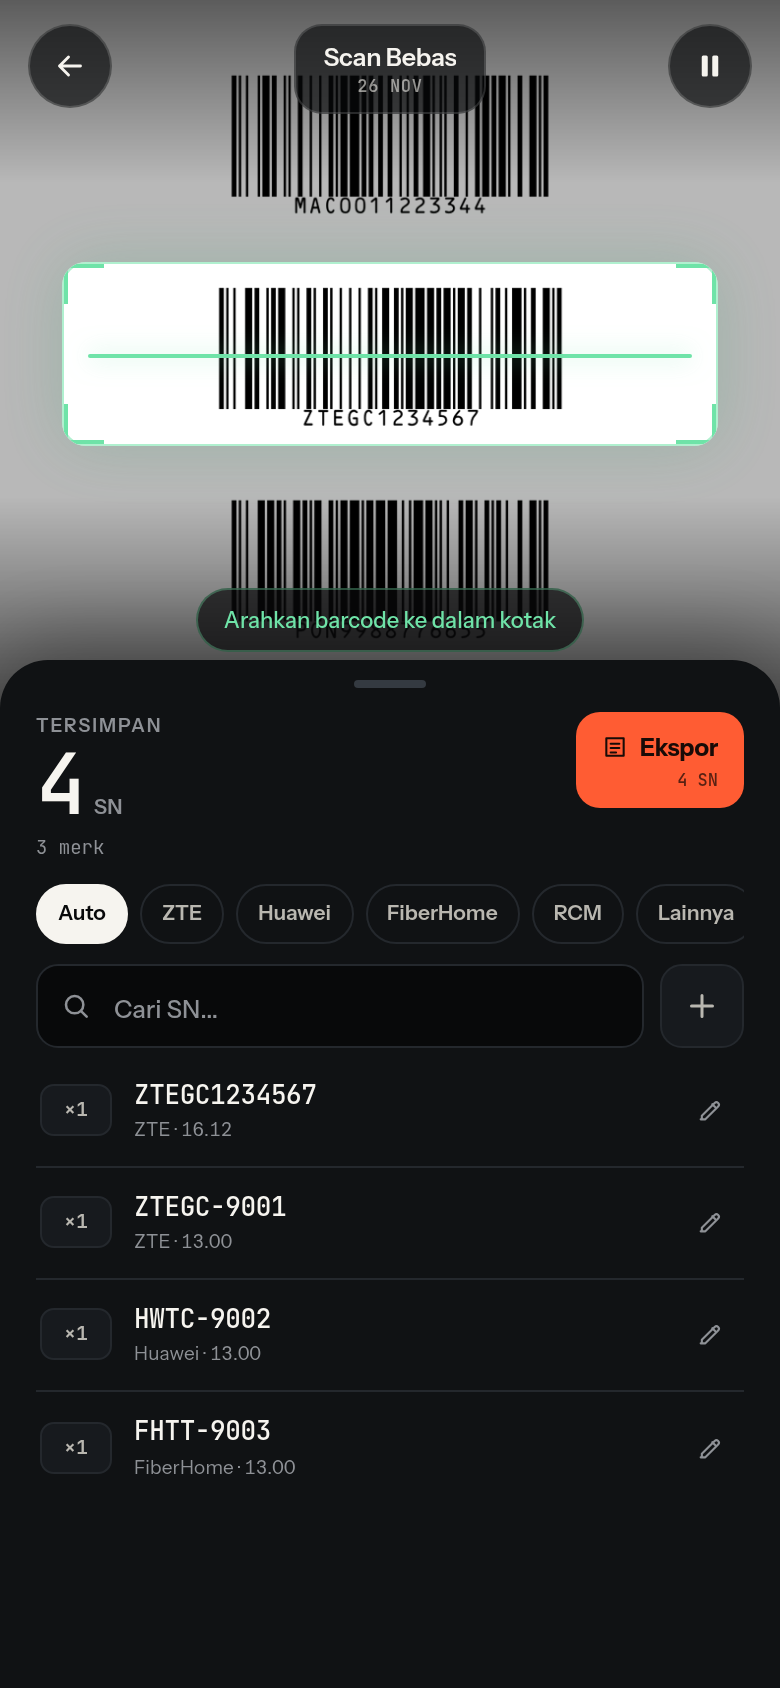 Scan Bebas
26 NOV
MAC0011223344
ZTEGC1234567
Arahkan barcode ke dalam kotak
TERSIMPAN
4 SN
3 merk
Ekspor
4 SN
Auto
ZTE
Huawei
FiberHome
RCM
Lainnya
Cari SN...
×1
ZTEGC1234567
ZTE · 16.12
×1
ZTEGC-9001
ZTE · 13.00
×1
HWTC-9002
Huawei · 13.00
×1
FHTT-9003
FiberHome · 13.00